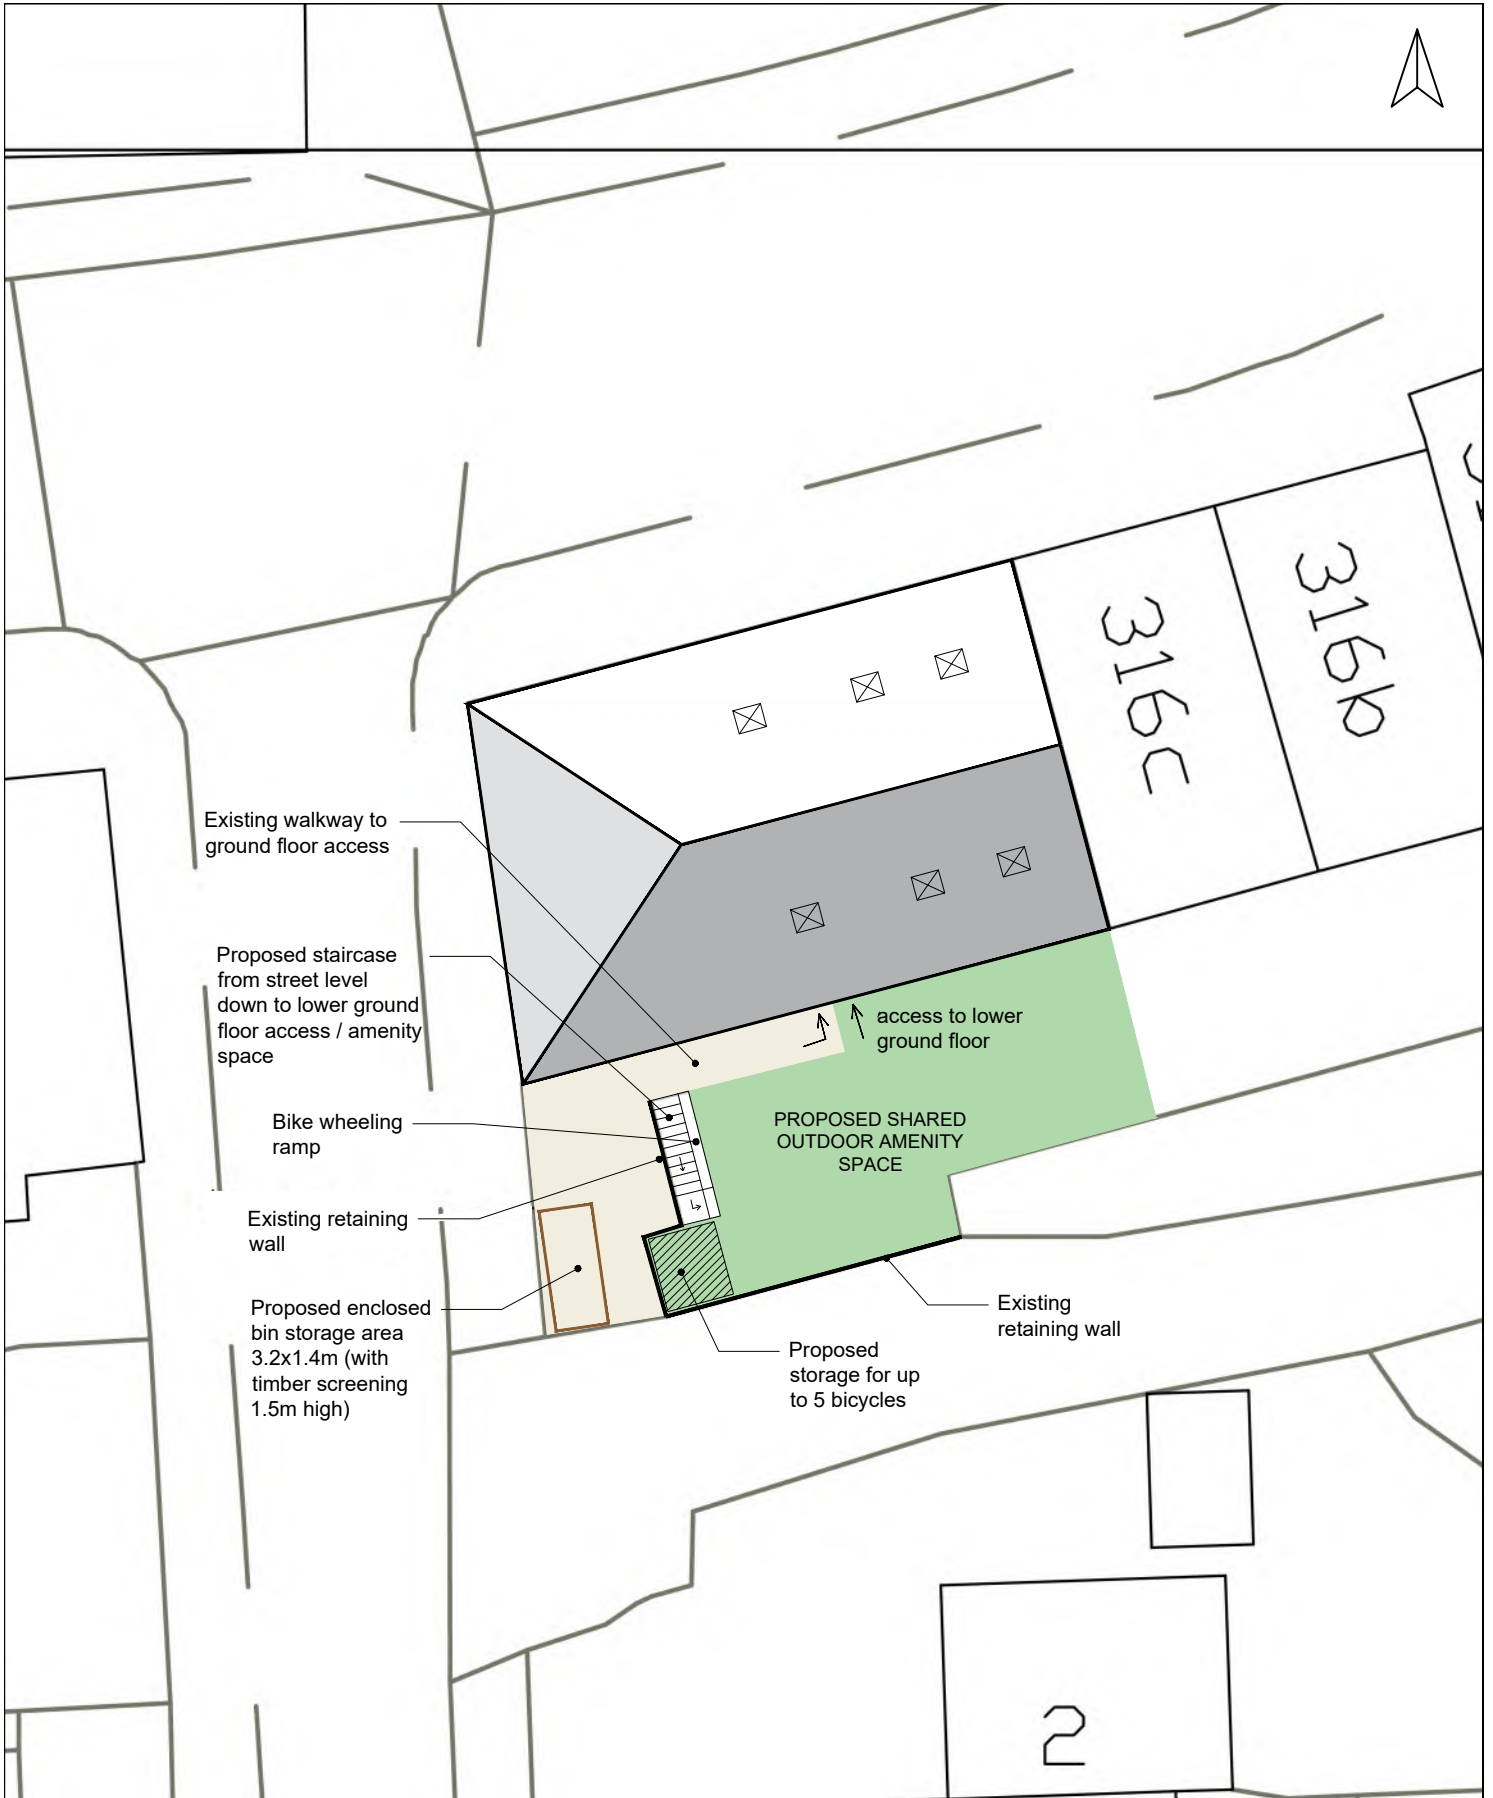 316c
316b
Existing walkway to
ground floor access
Proposed staircase
from street level
down to lower ground
floor access / amenity
space
access to lower
ground floor
Bike wheeling
ramp
PROPOSED SHARED
OUTDOOR AMENITY
SPACE
Existing retaining
wall
Proposed enclosed
bin storage area
3.2x1.4m (with
timber screening
1.5m high)
Existing
retaining wall
Proposed
storage for up
to 5 bicycles
2